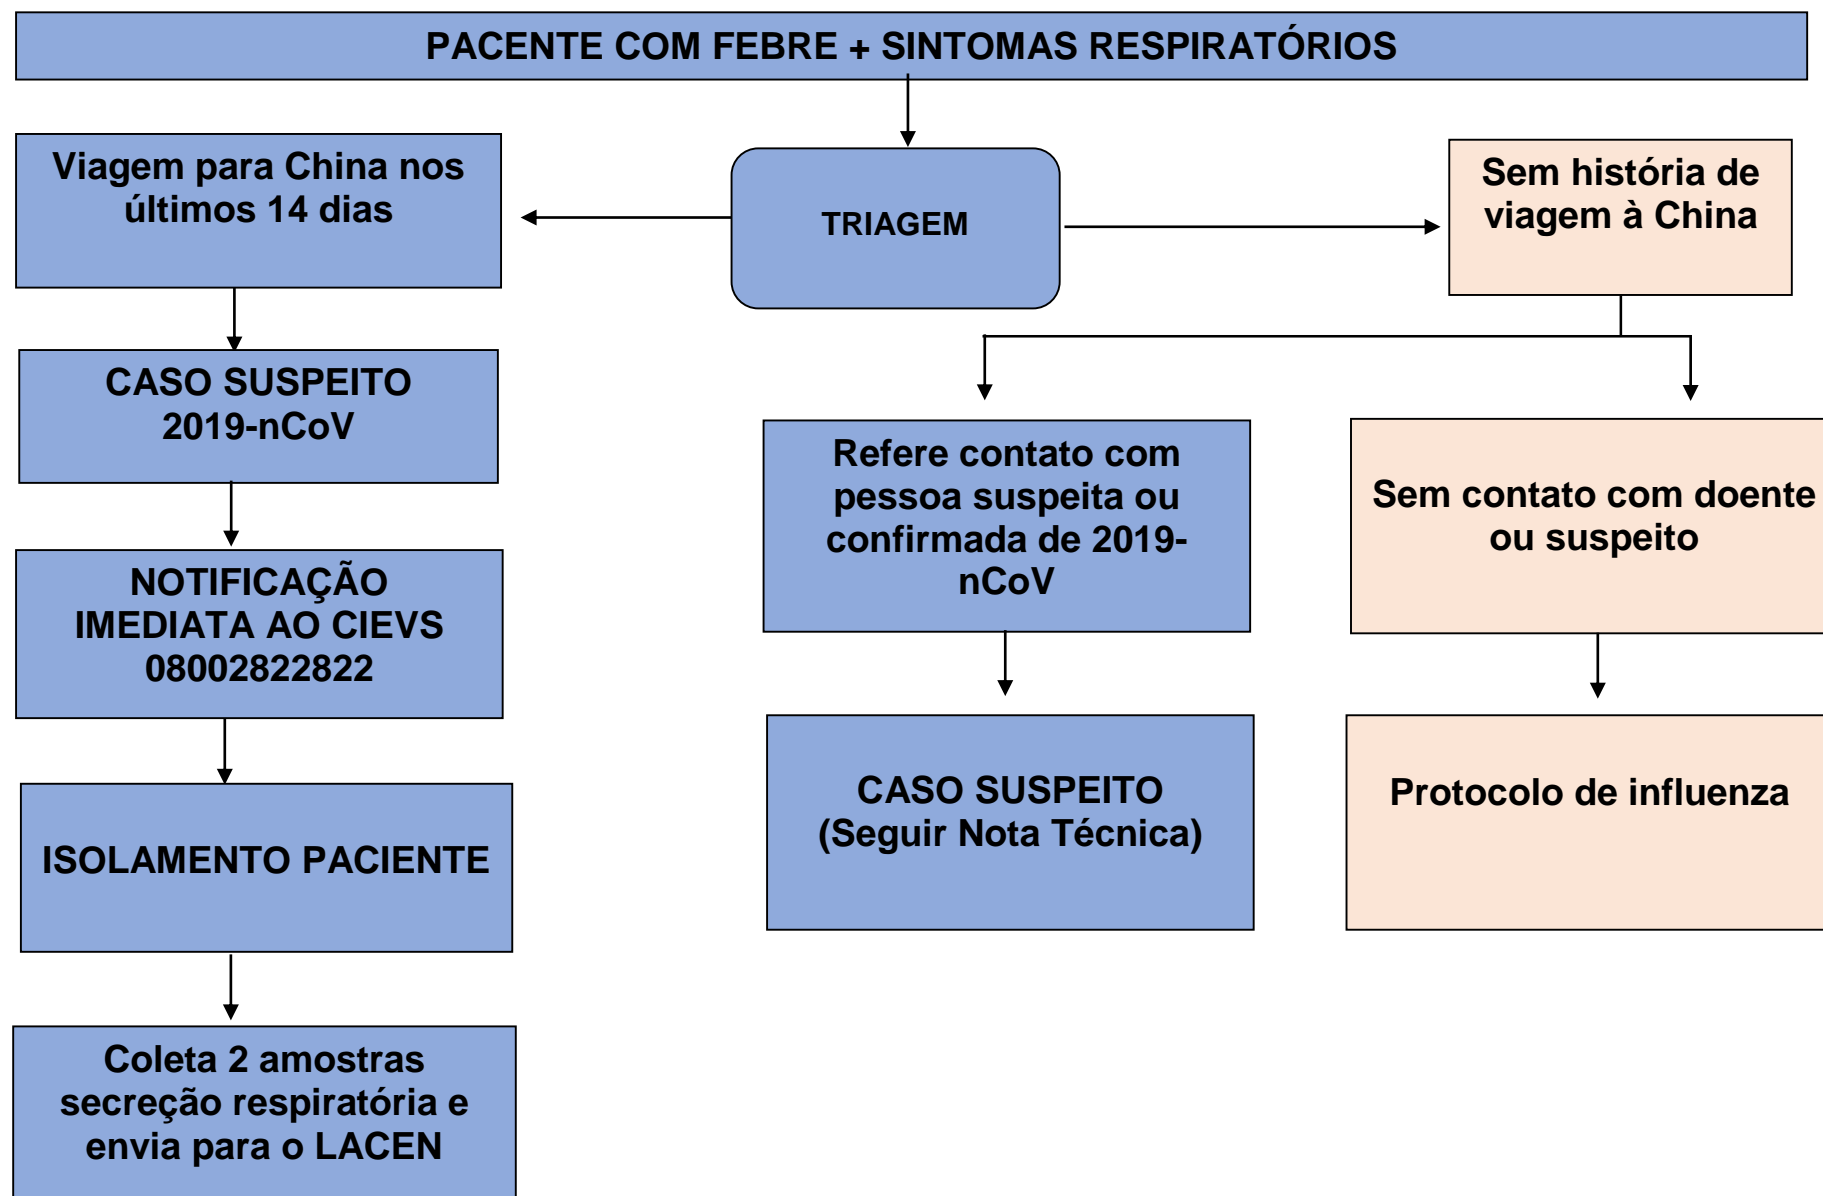 PACENTE COM FEBRE + SINTOMAS RESPIRATÓRIOS
Viagem para China nos
últimos 14 dias
TRIAGEM
Sem história de
viagem à China
CASO SUSPEITO
2019-nCoV
Refere contato com
pessoa suspeita ou
confirmada de 2019-
nCoV
Sem contato com doente
ou suspeito
NOTIFICAÇÃO
IMEDIATA AO CIEVS
08002822822
CASO SUSPEITO
(Seguir Nota Técnica)
Protocolo de influenza
ISOLAMENTO PACIENTE
Coleta 2 amostras
secreção respiratória e
envia para o LACEN